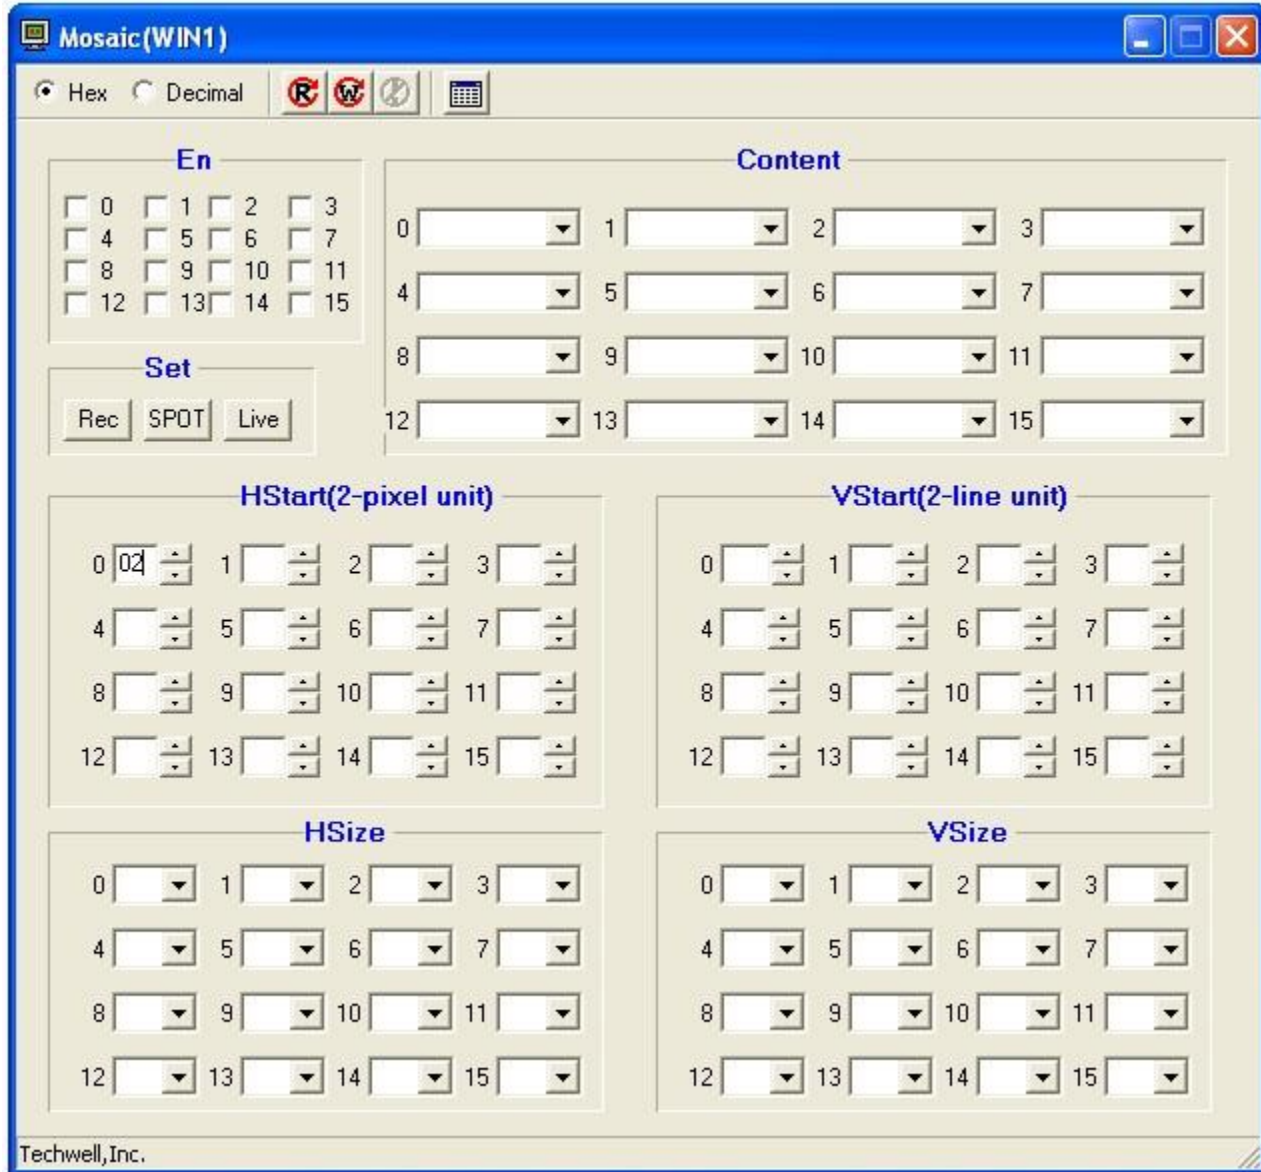 Mosaic(WIN1)
Hex Decimal R W
En
0 1 2 3
4 5 6 7
8 9 10 11
12 13 14 15
Content
0 1 2 3
4 5 6 7
8 9 10 11
12 13 14 15
Set
Rec SPOT Live
HStart(2-pixel unit)
0 02 1 2 3
4 5 6 7
8 9 10 11
12 13 14 15
VStart(2-line unit)
0 1 2 3
4 5 6 7
8 9 10 11
12 13 14 15
HSize
0 1 2 3
4 5 6 7
8 9 10 11
12 13 14 15
VSize
0 1 2 3
4 5 6 7
8 9 10 11
12 13 14 15
Techwell,Inc.